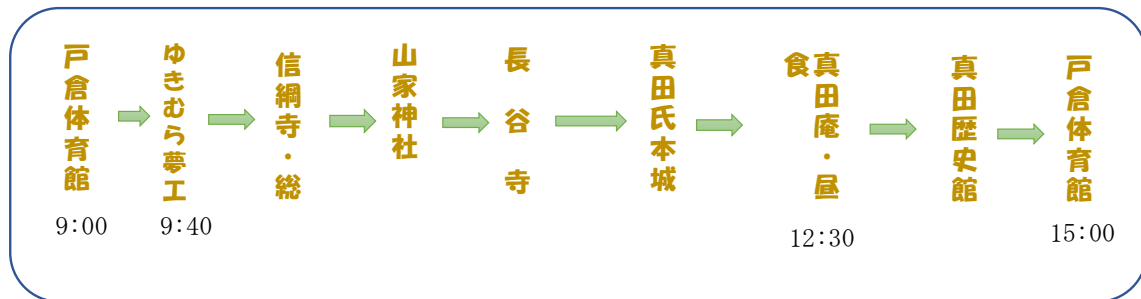 戸倉体育館
9:00
ゆきむら夢工
9:40
信綱寺・総
山家神社
長谷寺
真田氏本城
真田庵・昼
食
12:30
真田歴史館
戸倉体育館
15:00